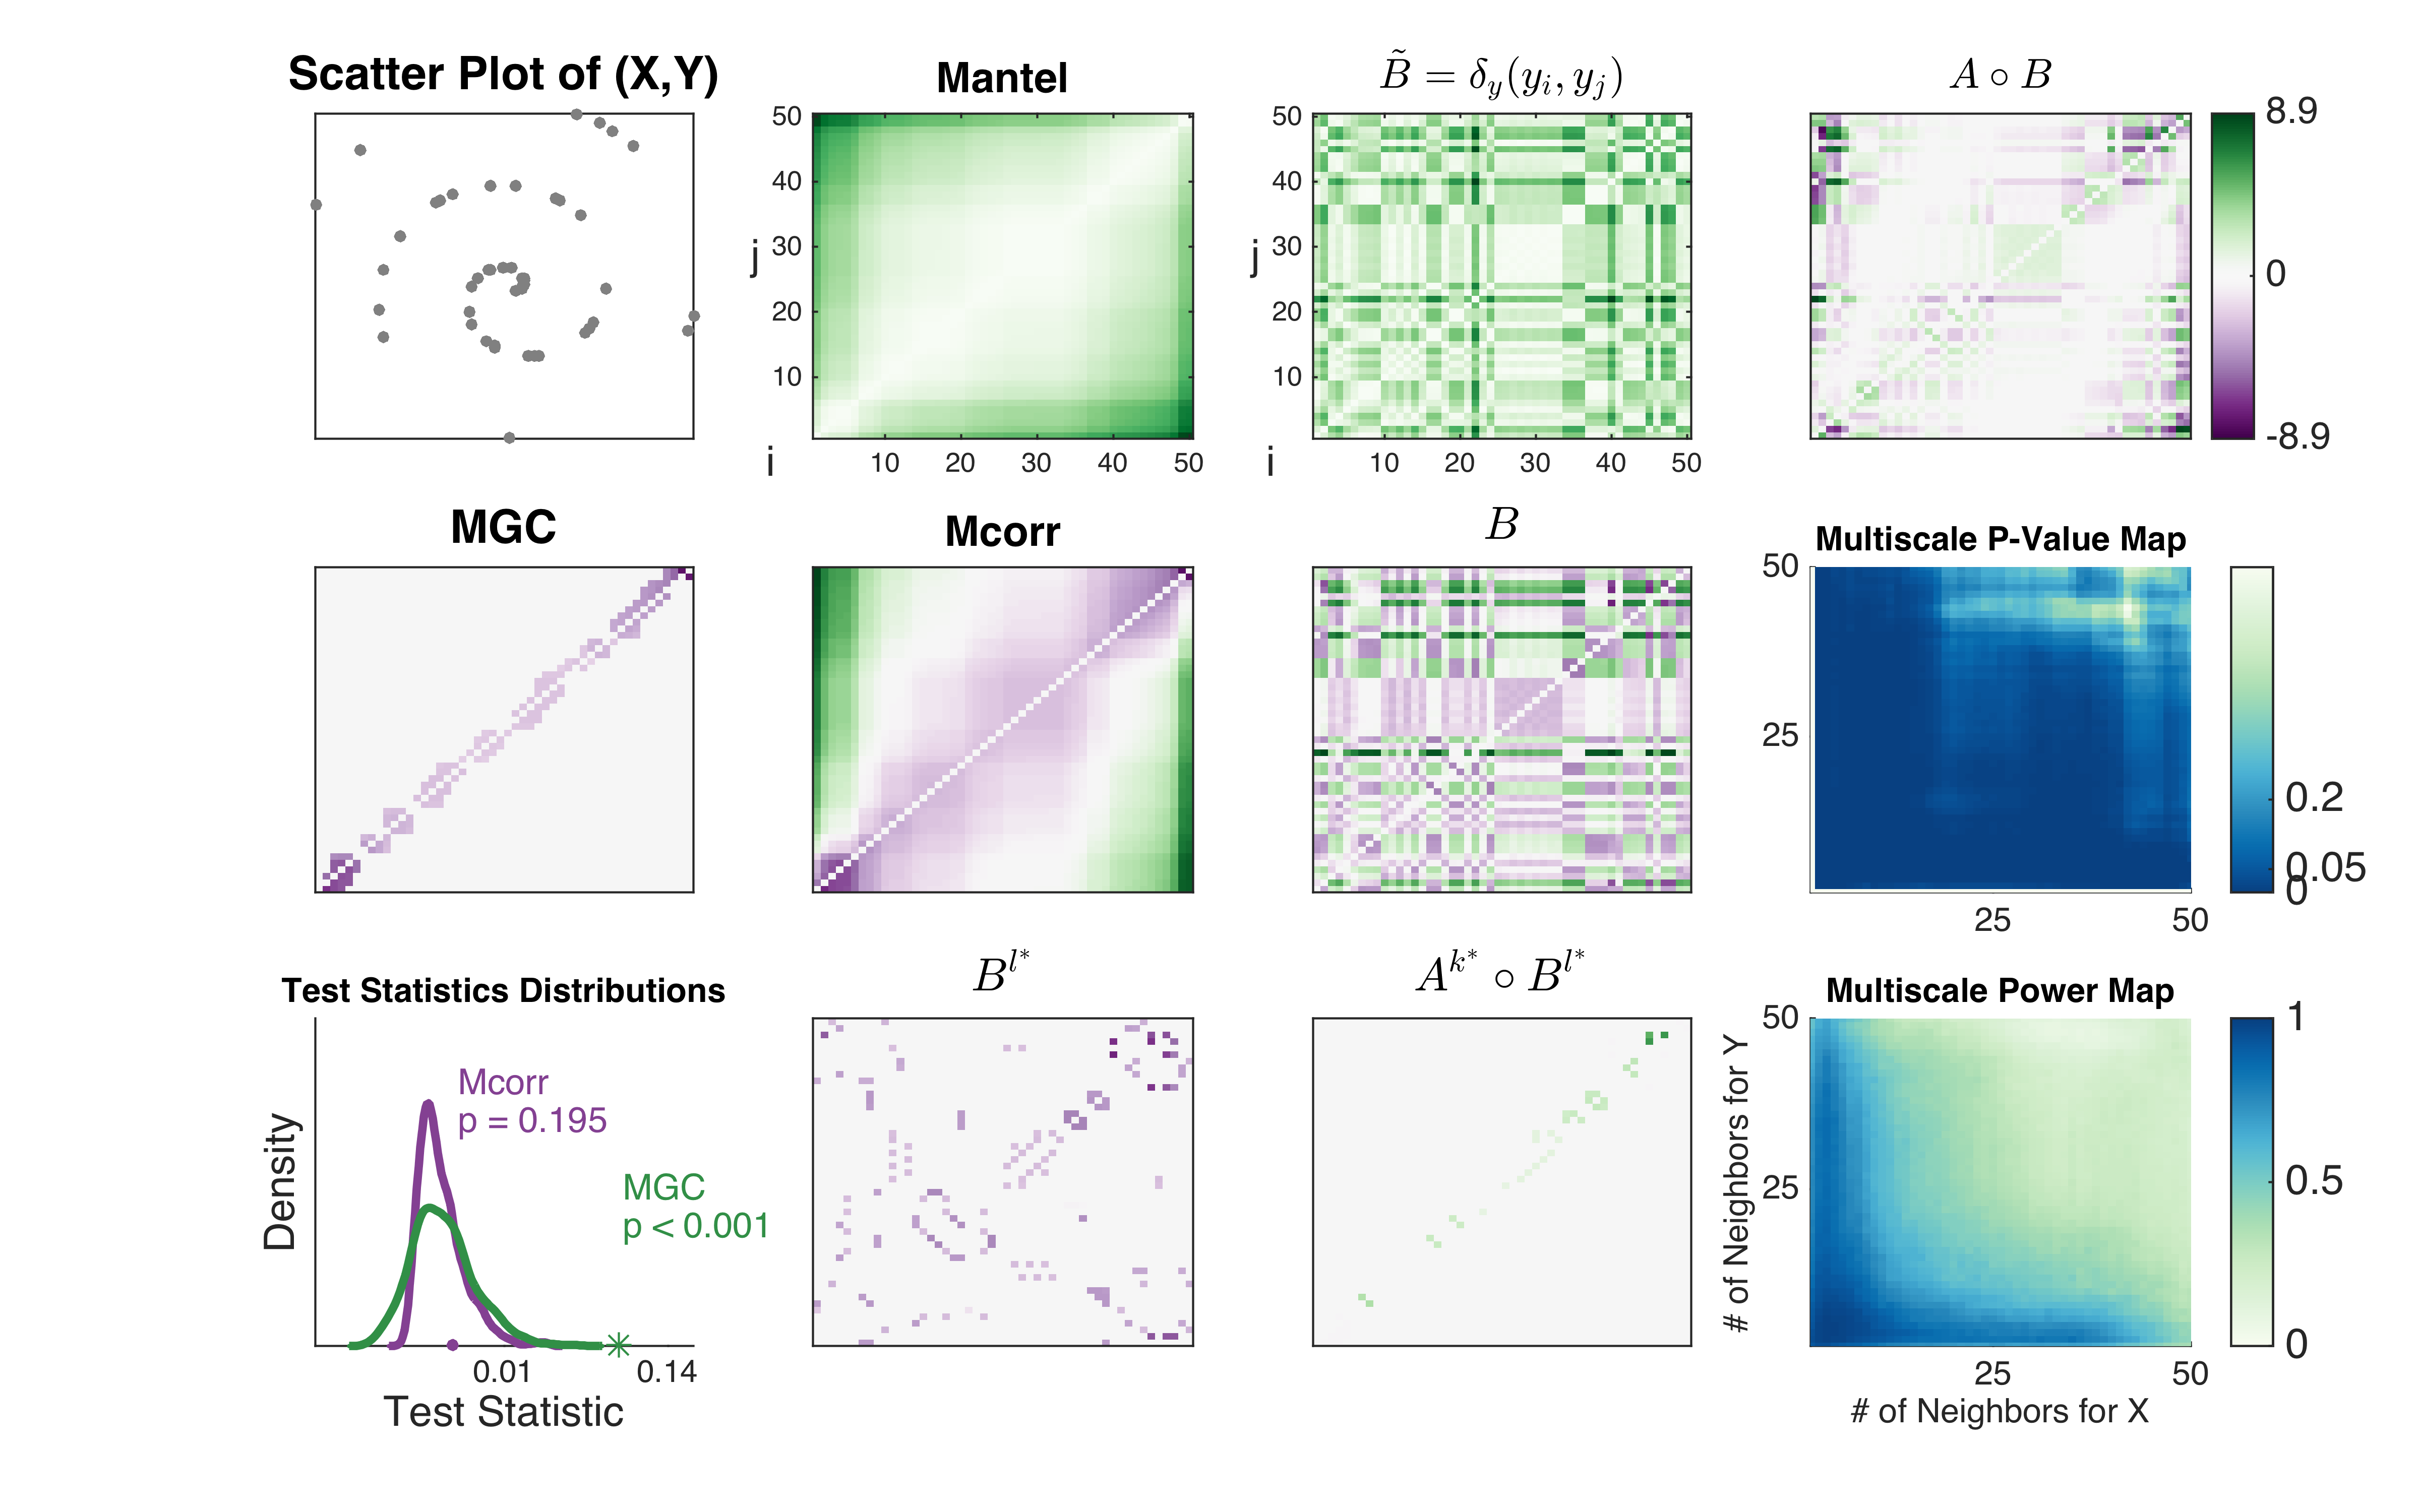 Scatter Plot of (X,Y)
Mantel
B̃ = δ_y(y_i, y_j)
A ∘ B
50
40
30
20
10
j
i
10 20 30 40 50
50
40
30
20
10
j
i
10 20 30 40 50
8.9
0
-8.9
MGC
Mcorr
B
Multiscale P-Value Map
50
25
25 50
0.2
0.05
0
Test Statistics Distributions
B^{l*}
A^{k*} ∘ B^{l*}
Multiscale Power Map
Density
Mcorr
p = 0.195
MGC
p < 0.001
0.01 0.14
Test Statistic
# of Neighbors for Y
50
25
25 50
# of Neighbors for X
1
0.5
0